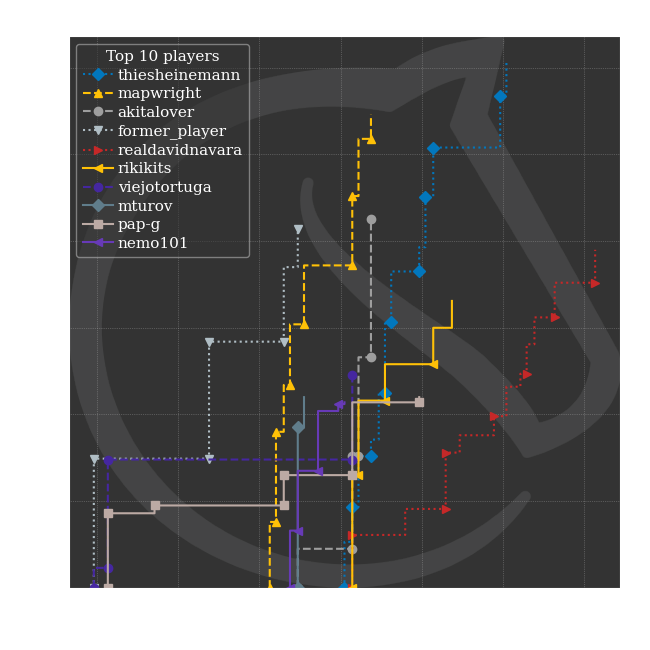 Top 10 players
thiesheinemann
mapwright
akitalover
former_player
realdavidnavara
rikikits
viejotortuga
mturov
pap-g
nemo101